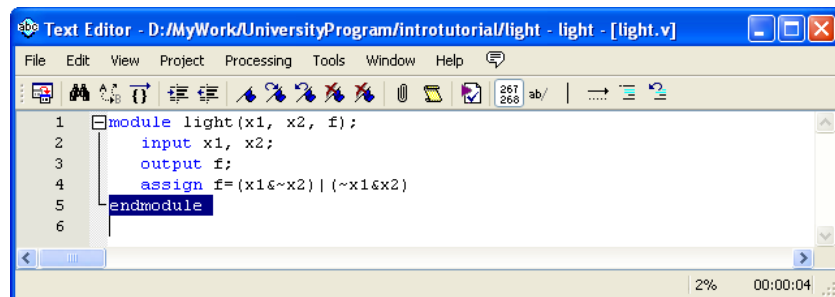 abc Text Editor - D:/MyWork/UniversityProgram/introtutorial/light - light - [light.v]
File Edit View Project Processing Tools Window Help
267 268 ab/
1 module light(x1, x2, f);
2 input x1, x2;
3 output f;
4 assign f=(x1&~x2)|(~x1&x2)
5 endmodule
6
2% 00:00:04